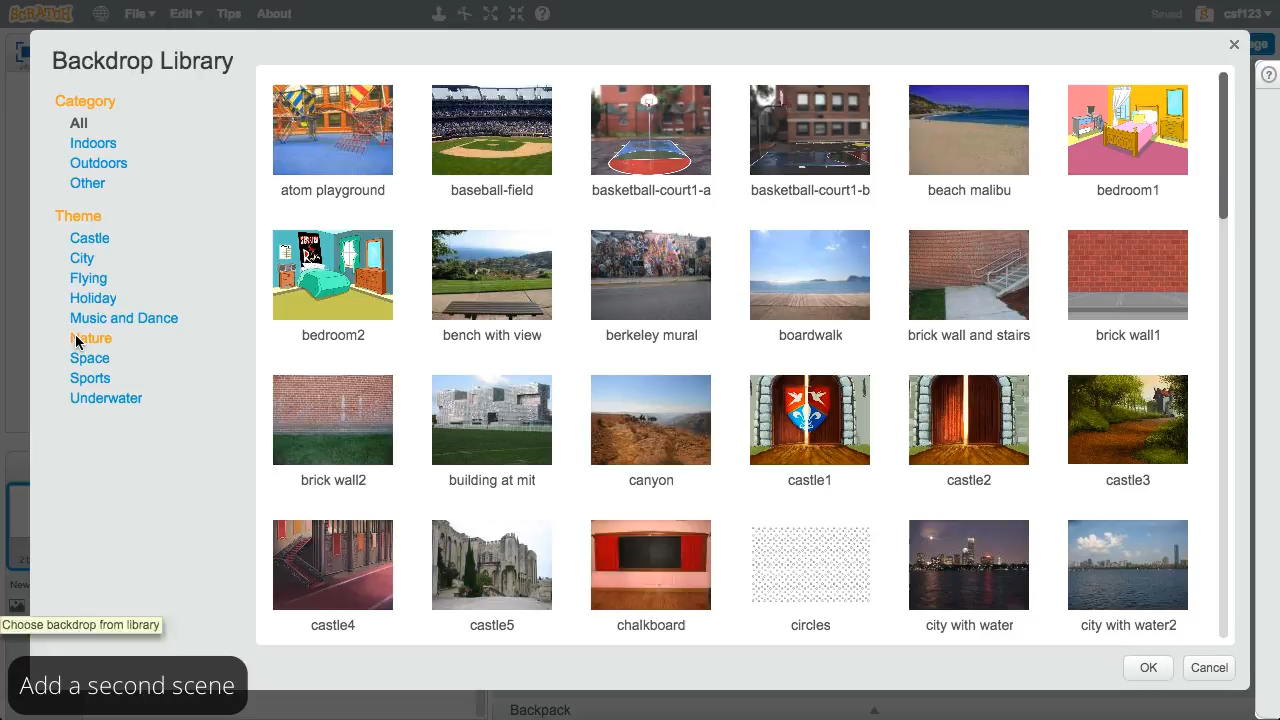 SCRATCH File Edit Tips About Saved csf123
Backdrop Library
Category
All
Indoors
Outdoors
Other
Theme
Castle
City
Flying
Holiday
Music and Dance
Nature
Space
Sports
Underwater
atom playground baseball-field basketball-court1-a basketball-court1-b beach malibu bedroom1
bedroom2 bench with view berkeley mural boardwalk brick wall and stairs brick wall1
brick wall2 building at mit canyon castle1 castle2 castle3
castle4 castle5 chalkboard circles city with water city with water2
New
Choose backdrop from library
OK Cancel
Add a second scene
Backpack